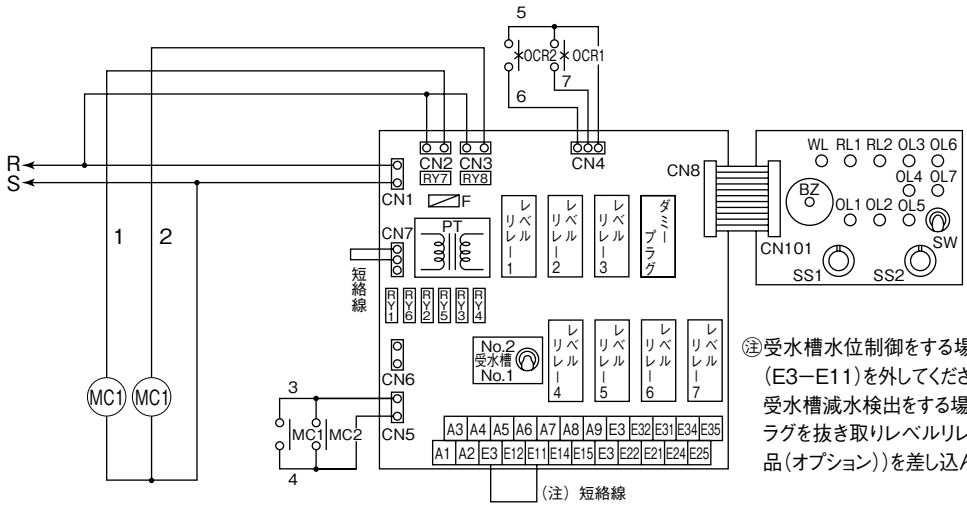 5
OCR2
OCR1
6
7
R
S
1
2
CN1
CN2
CN3
RY7
RY8
F
CN4
PT
CN7
短絡線
レベルリレー1
レベルリレー2
レベルリレー3
ダミープラグ
RY1
RY6
RY2
RY5
RY3
RY4
No.2
受水槽
No.1
レベルリレー4
レベルリレー5
レベルリレー6
レベルリレー7
CN6
CN5
MC1
MC1
3
MC1
MC2
4
A3 A4 A5 A6 A7 A8 A9 E3 E32 E31 E34 E35
A1 A2 E3 E12 E11 E14 E15 E3 E22 E21 E24 E25
(注) 短絡線
CN8
WL RL1 RL2 OL3 OL6
OL4 OL7
BZ
OL1 OL2 OL5
SW
CN101
SS1
SS2
注 受水槽水位制御をする場
(E3−E11)を外してくださ
受水槽減水検出をする場
ラグを抜き取りレベルリレ
品(オプション))を差し込ん